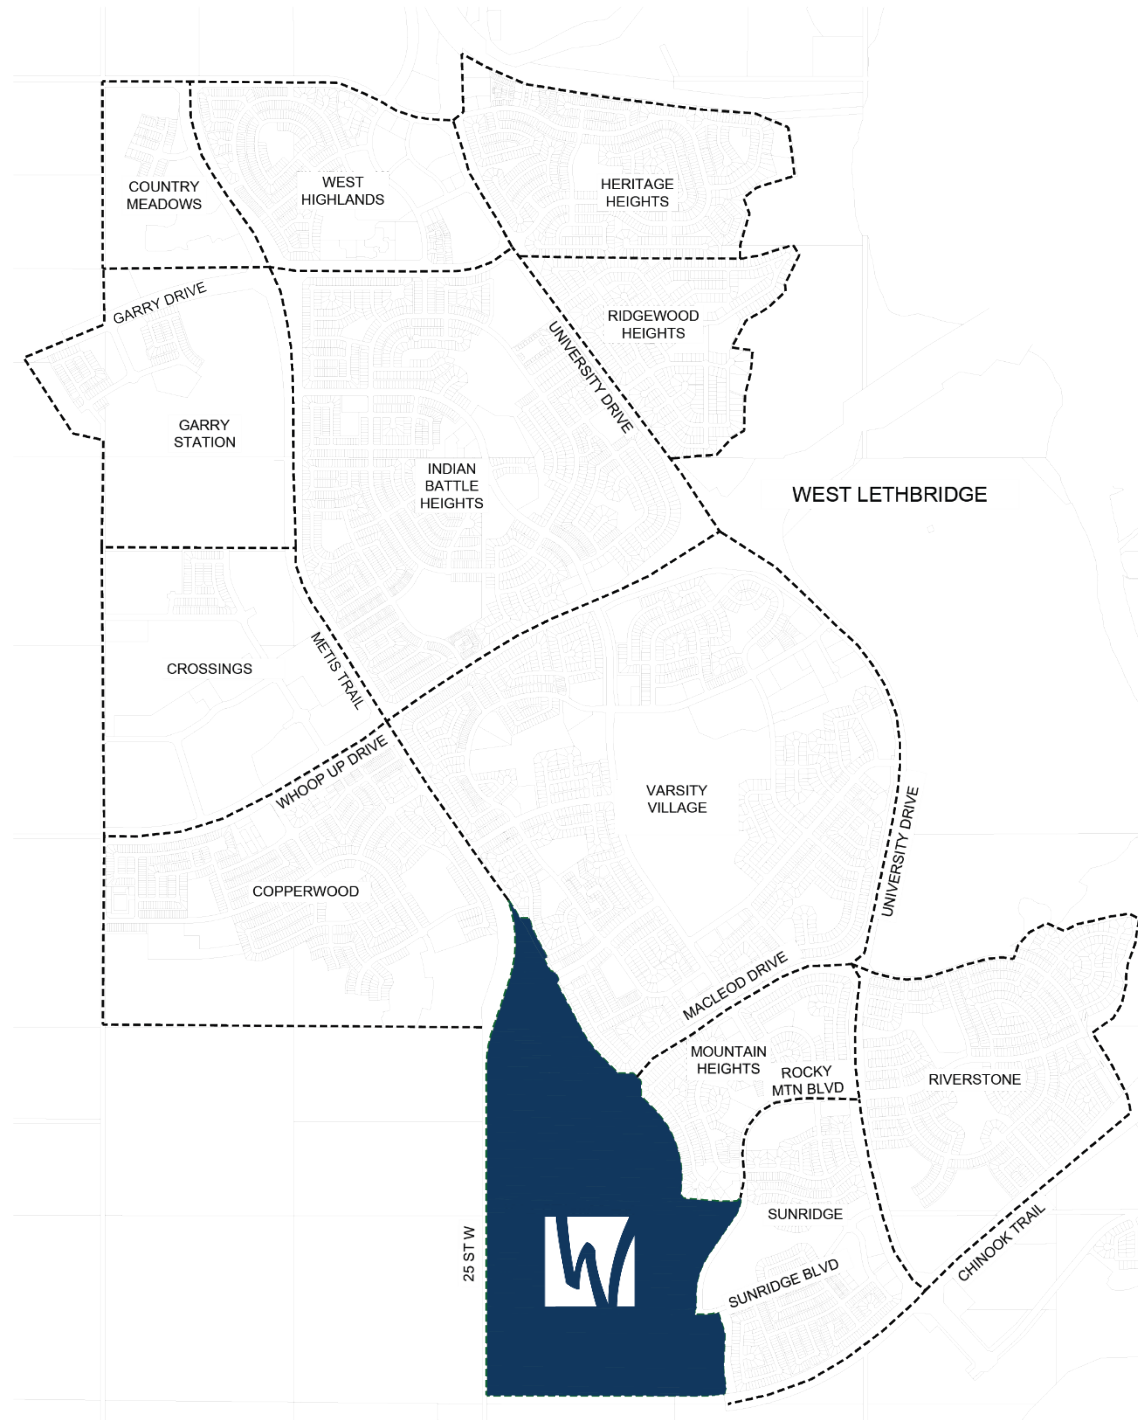 COUNTRY
MEADOWS
WEST
HIGHLANDS
HERITAGE
HEIGHTS
GARRY DRIVE
RIDGEWOOD
HEIGHTS
UNIVERSITY DRIVE
GARRY
STATION
INDIAN
BATTLE
HEIGHTS
WEST LETHBRIDGE
CROSSINGS
METIS TRAIL
WHOOP UP DRIVE
VARSITY
VILLAGE
UNIVERSITY DRIVE
COPPERWOOD
MACLEOD DRIVE
MOUNTAIN
HEIGHTS
ROCKY
MTN BLVD
RIVERSTONE
SUNRIDGE
25 ST W
W
SUNRIDGE BLVD
CHINOOK TRAIL